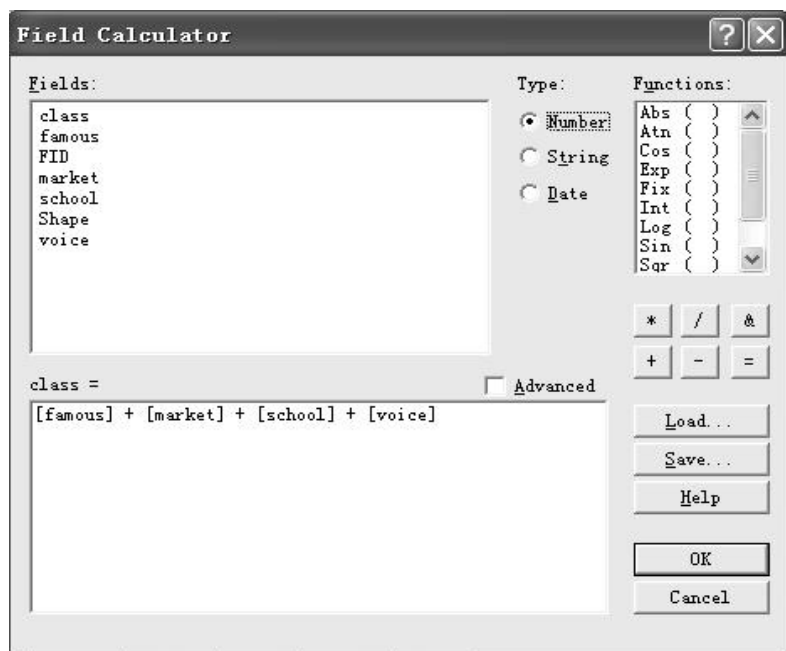 Field Calculator
Fields:
class
famous
FID
market
school
Shape
voice
Type:
Number
String
Date
Functions:
Abs ( )
Atn ( )
Cos ( )
Exp ( )
Fix ( )
Int ( )
Log ( )
Sin ( )
Sqr ( )
* / &
+ - =
class =
Advanced
[famous] + [market] + [school] + [voice]
Load...
Save...
Help
OK
Cancel